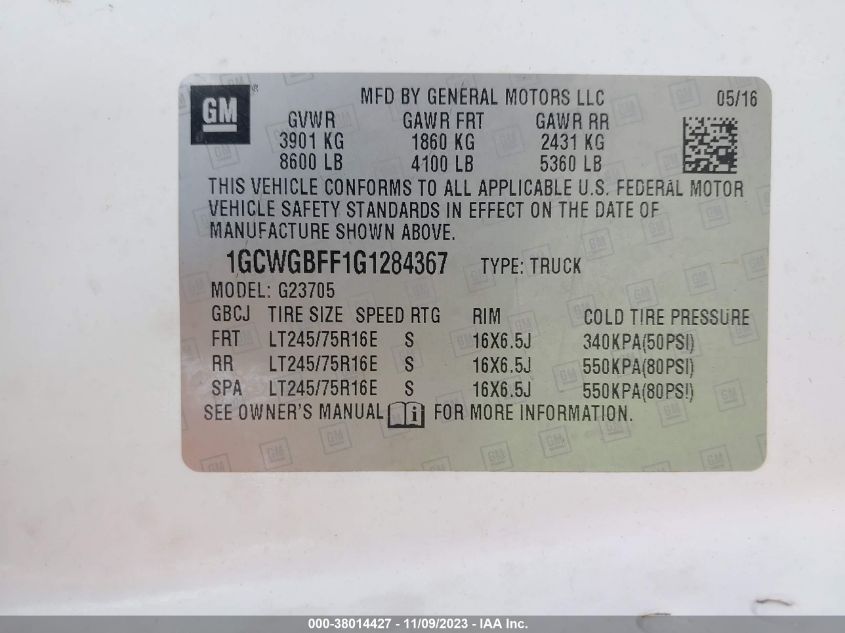 GM® MFD BY GENERAL MOTORS LLC 05/16
GVWR GAWR FRT GAWR RR
3901 KG 1860 KG 2431 KG
8600 LB 4100 LB 5360 LB
THIS VEHICLE CONFORMS TO ALL APPLICABLE U.S. FEDERAL MOTOR
VEHICLE SAFETY STANDARDS IN EFFECT ON THE DATE OF
MANUFACTURE SHOWN ABOVE.
1GCWGBFF1G1284367 TYPE: TRUCK
MODEL: G23705
GBCJ TIRE SIZE SPEED RTG RIM COLD TIRE PRESSURE
FRT LT245/75R16E S 16X6.5J 340KPA(50PSI)
RR LT245/75R16E S 16X6.5J 550KPA(80PSI)
SPA LT245/75R16E S 16X6.5J 550KPA(80PSI)
SEE OWNER'S MANUAL i FOR MORE INFORMATION.
000-38014427 - 11/09/2023 - IAA Inc.